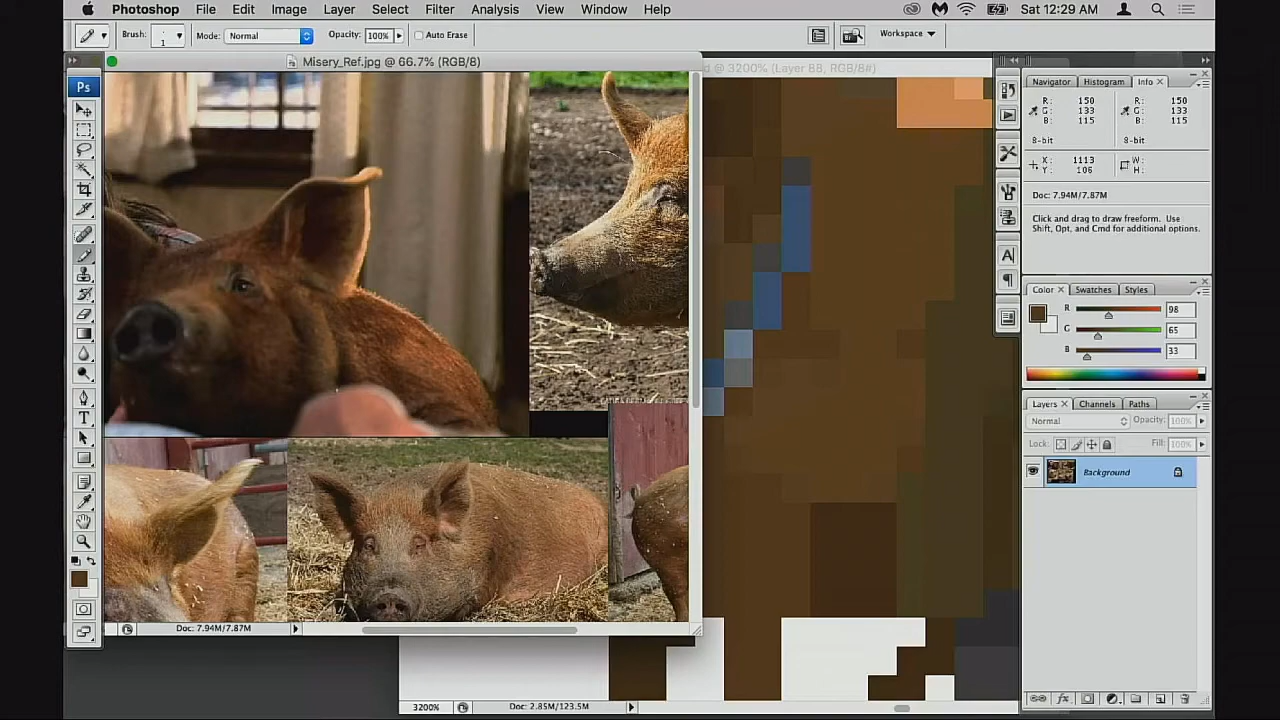 Photoshop File Edit Image Layer Select Filter Analysis View Window Help Sat 12:29 AM
Brush: 1 Mode: Normal Opacity: 100% Auto Erase Workspace
Misery_Ref.jpg @ 66.7% (RGB/8)
d @ 3200% (Layer 88, RGB/8#)
Ps
T
Navigator Histogram Info
R: 150 R: 150
G: 133 G: 133
B: 115 B: 115
8-bit 8-bit
X: 1113 W:
Y: 106 H:
Doc: 7.94M/7.87M
Click and drag to draw freeform. Use
Shift, Opt, and Cmd for additional options.
Color Swatches Styles
R 98
G 65
B 33
Layers Channels Paths
Normal Opacity: 100%
Lock: Fill: 100%
Background
Doc: 7.94M/7.87M
3200% Doc: 2.85M/123.5M